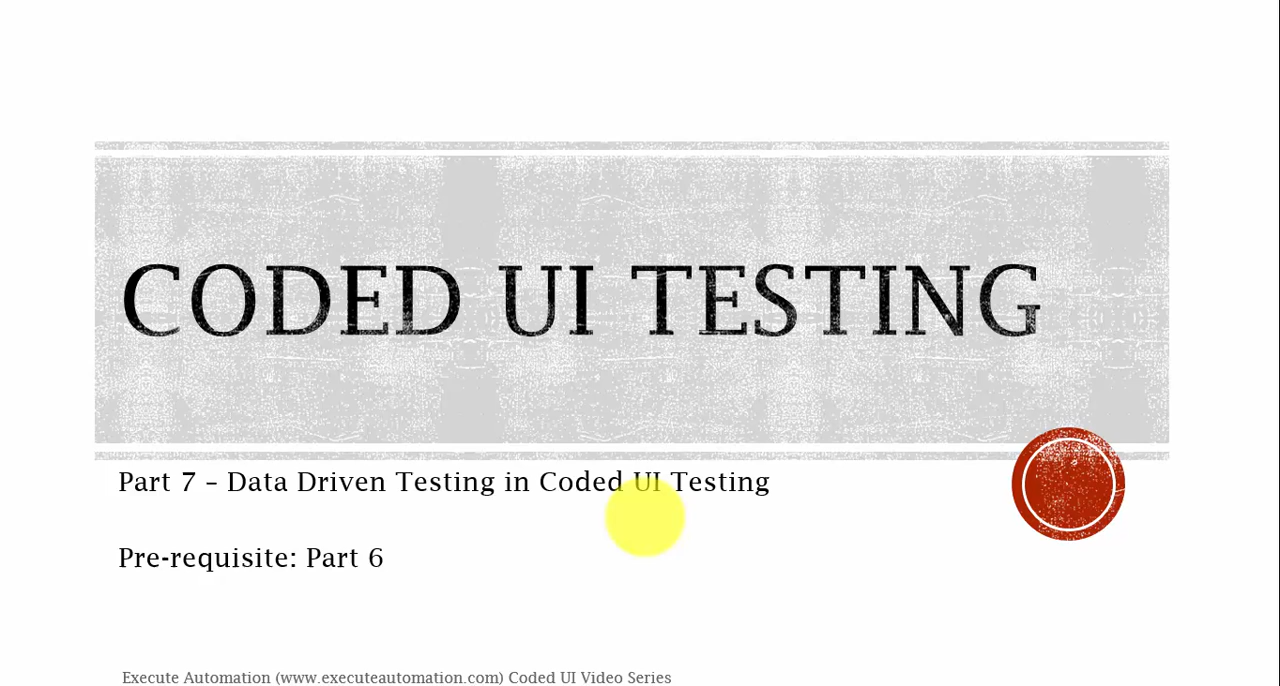 CODED UI TESTING
Part 7 – Data Driven Testing in Coded UI Testing
Pre-requisite: Part 6
Execute Automation (www.executeautomation.com) Coded UI Video Series